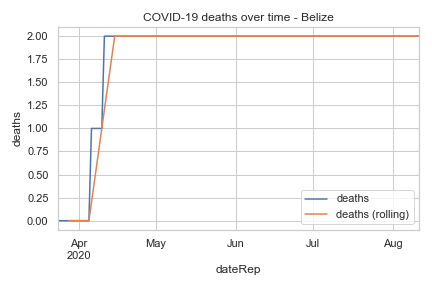 COVID-19 deaths over time - Belize
deaths
2.00
1.75
1.50
1.25
1.00
0.75
0.50
0.25
0.00
deaths
deaths (rolling)
Apr
2020
May
Jun
Jul
Aug
dateRep